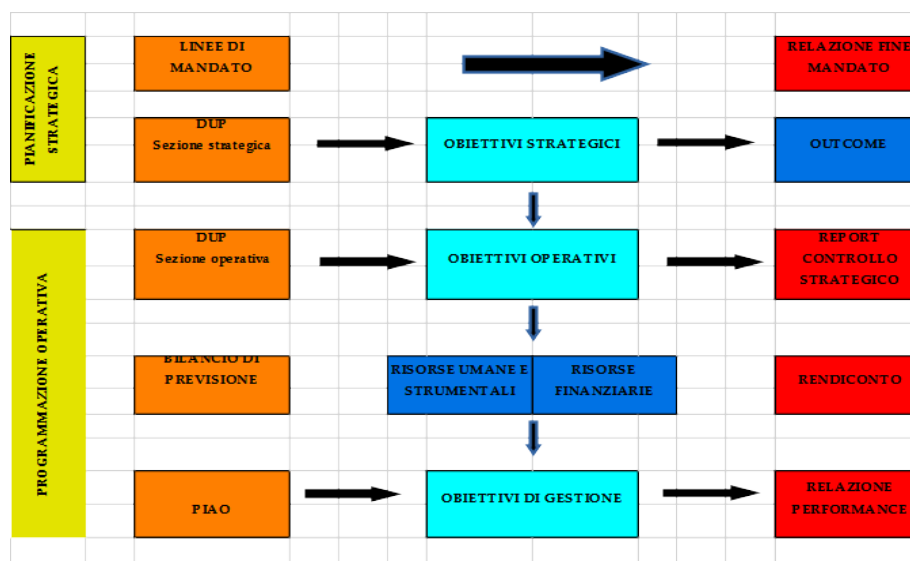 PIANIFICAZIONE
STRATEGICA
LINEE DI
MANDATO
RELAZIONE FINE
MANDATO
DUP
Sezione strategica
OBIETTIVI STRATEGICI
OUTCOME
PROGRAMMAZIONE OPERATIVA
DUP
Sezione operativa
OBIETTIVI OPERATIVI
REPORT
CONTROLLO
STRATEGICO
BILANCIO DI
PREVISIONE
RISORSE UMANE E
STRUMENTALI
RISORSE
FINANZIARIE
RENDICONTO
PIAO
OBIETTIVI DI GESTIONE
RELAZIONE
PERFORMANCE